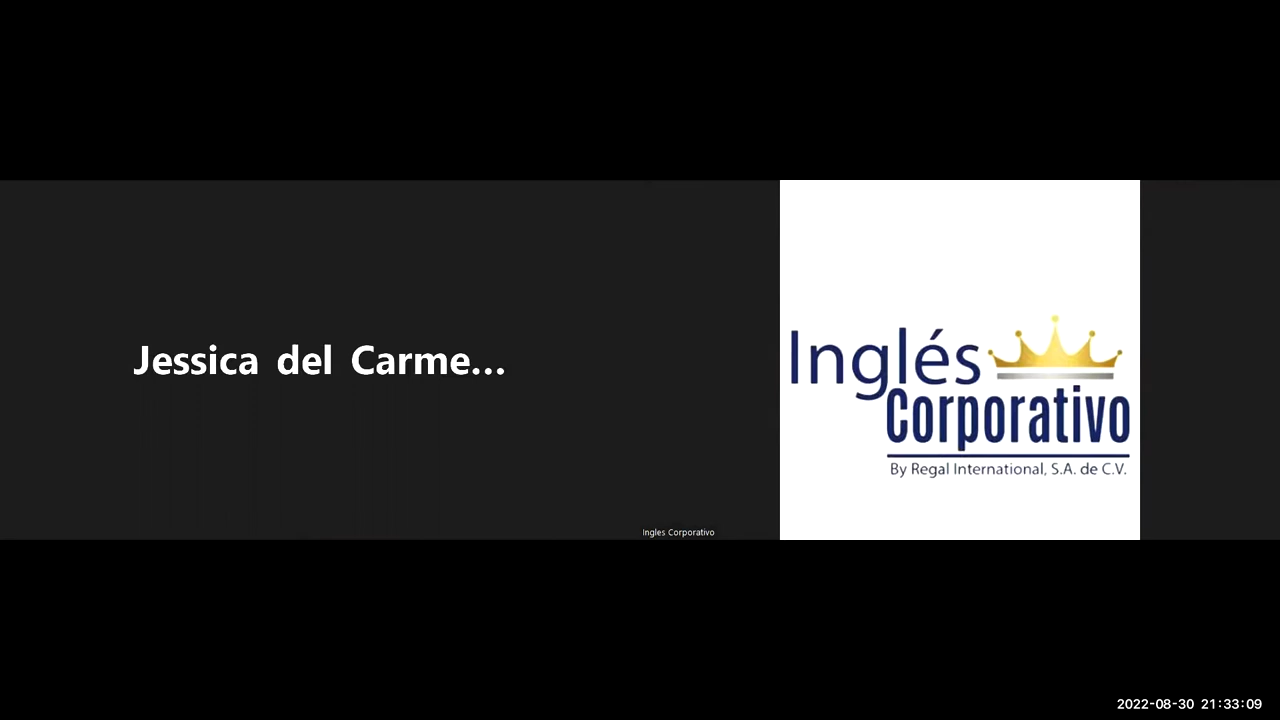 Jessica del Carme...
Inglés
Corporativo
By Regal International, S.A. de C.V.
Ingles Corporativo
2022-08-30 21:33:09